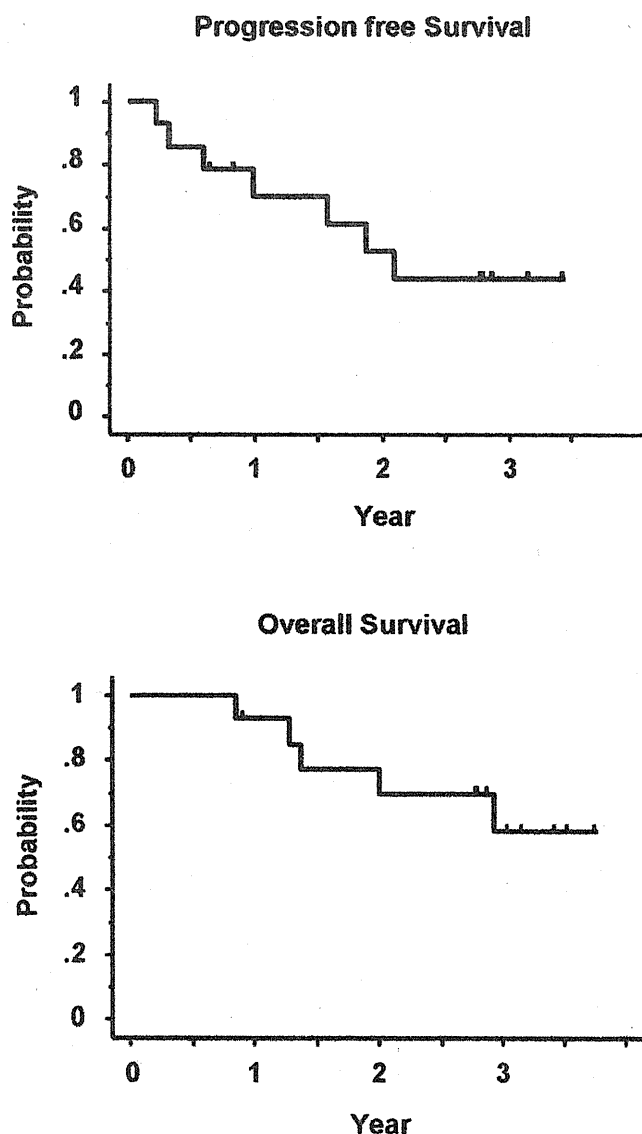 Progression free Survival
1
.8
.6
.4
.2
0
Probability
0 1 2 3
Year
Overall Survival
1
.8
.6
.4
.2
0
Probability
0 1 2 3
Year